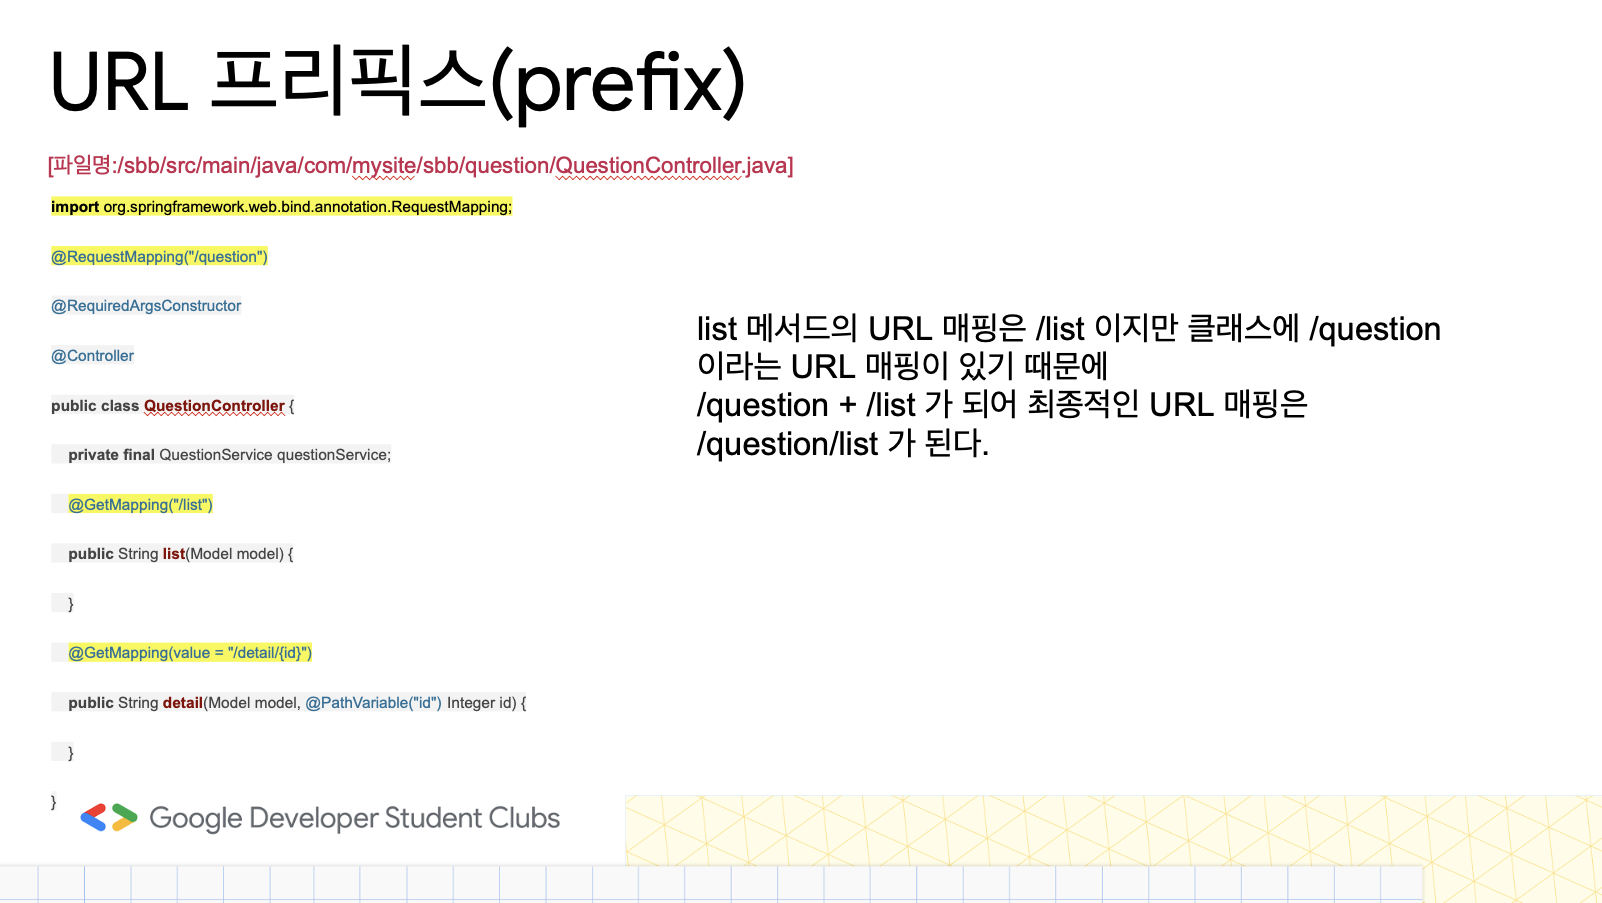 URL 프리픽스(prefix)
[파일명:/sbb/src/main/java/com/mysite/sbb/question/QuestionController.java]
import org.springframework.web.bind.annotation.RequestMapping;
@RequestMapping("/question")
@RequiredArgsConstructor
@Controller
public class QuestionController {
private final QuestionService questionService;
@GetMapping("/list")
public String list(Model model) {
}
@GetMapping(value = "/detail/{id}")
public String detail(Model model, @PathVariable("id") Integer id) {
}
}
list 메서드의 URL 매핑은 /list 이지만 클래스에 /question
이라는 URL 매핑이 있기 때문에
/question + /list 가 되어 최종적인 URL 매핑은
/question/list 가 된다.
Google Developer Student Clubs